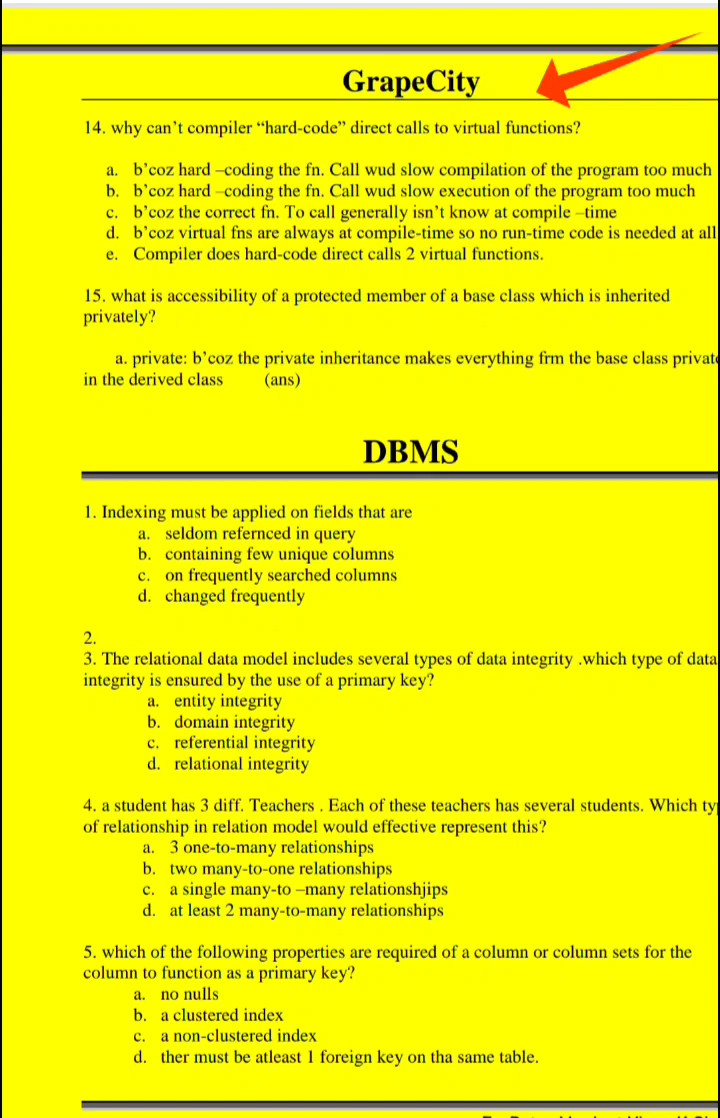 GrapeCity
14. why can’t compiler “hard-code” direct calls to virtual functions?
a. b’coz hard –coding the fn. Call wud slow compilation of the program too much
b. b’coz hard –coding the fn. Call wud slow execution of the program too much
c. b’coz the correct fn. To call generally isn’t know at compile –time
d. b’coz virtual fns are always at compile-time so no run-time code is needed at all
e. Compiler does hard-code direct calls 2 virtual functions.
15. what is accessibility of a protected member of a base class which is inherited
privately?
a. private: b’coz the private inheritance makes everything frm the base class private
in the derived class (ans)
DBMS
1. Indexing must be applied on fields that are
a. seldom refernced in query
b. containing few unique columns
c. on frequently searched columns
d. changed frequently
2.
3. The relational data model includes several types of data integrity .which type of data
integrity is ensured by the use of a primary key?
a. entity integrity
b. domain integrity
c. referential integrity
d. relational integrity
4. a student has 3 diff. Teachers . Each of these teachers has several students. Which
of relationship in relation model would effective represent this?
a. 3 one-to-many relationships
b. two many-to-one relationships
c. a single many-to –many relationshjips
d. at least 2 many-to-many relationships
5. which of the following properties are required of a column or column sets for the
column to function as a primary key?
a. no nulls
b. a clustered index
c. a non-clustered index
d. ther must be atleast 1 foreign key on tha same table.